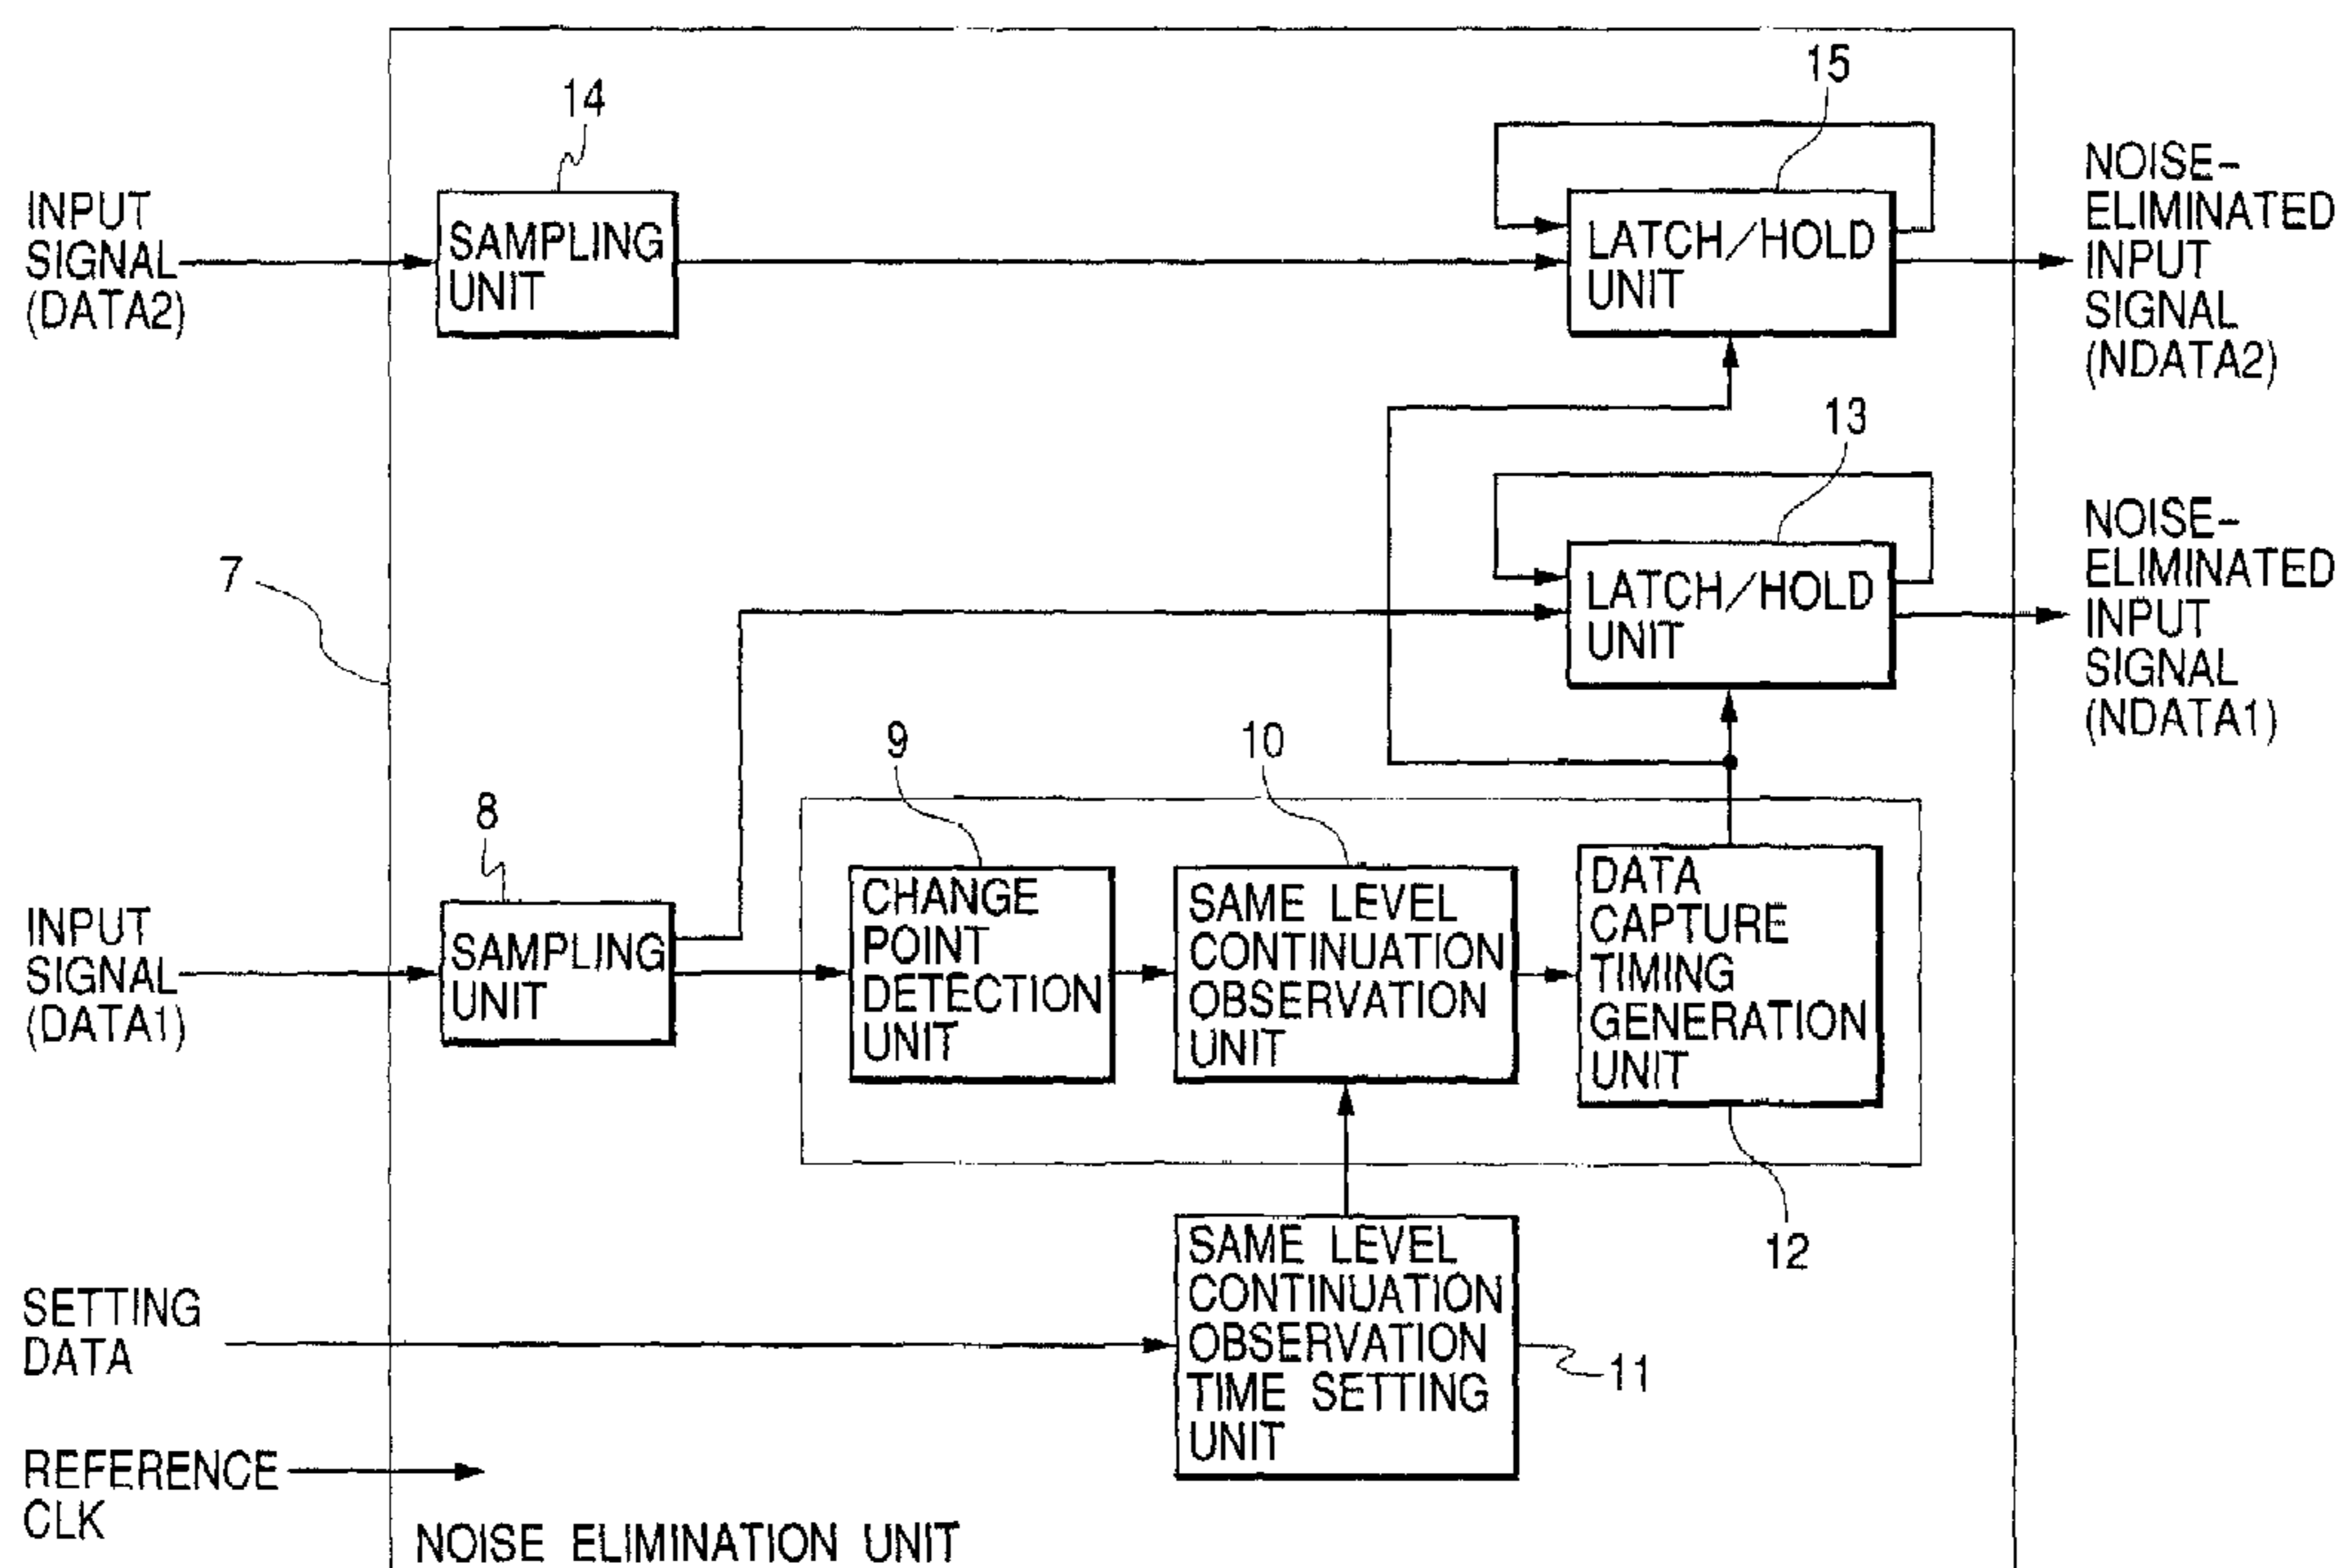 15
14
INPUT
SIGNAL
(DATA2)
SAMPLING
UNIT
LATCH/HOLD
UNIT
NOISE-
ELIMINATED
INPUT
SIGNAL
(NDATA2)
13
7
LATCH/HOLD
UNIT
NOISE-
ELIMINATED
INPUT
SIGNAL
(NDATA1)
9
10
8
INPUT
SIGNAL
(DATA1)
SAMPLING
UNIT
CHANGE
POINT
DETECTION
UNIT
SAME LEVEL
CONTINUATION
OBSERVATION
UNIT
DATA
CAPTURE
TIMING
GENERATION
UNIT
12
SETTING
DATA
SAME LEVEL
CONTINUATION
OBSERVATION
TIME SETTING
UNIT
11
REFERENCE
CLK
NOISE ELIMINATION UNIT